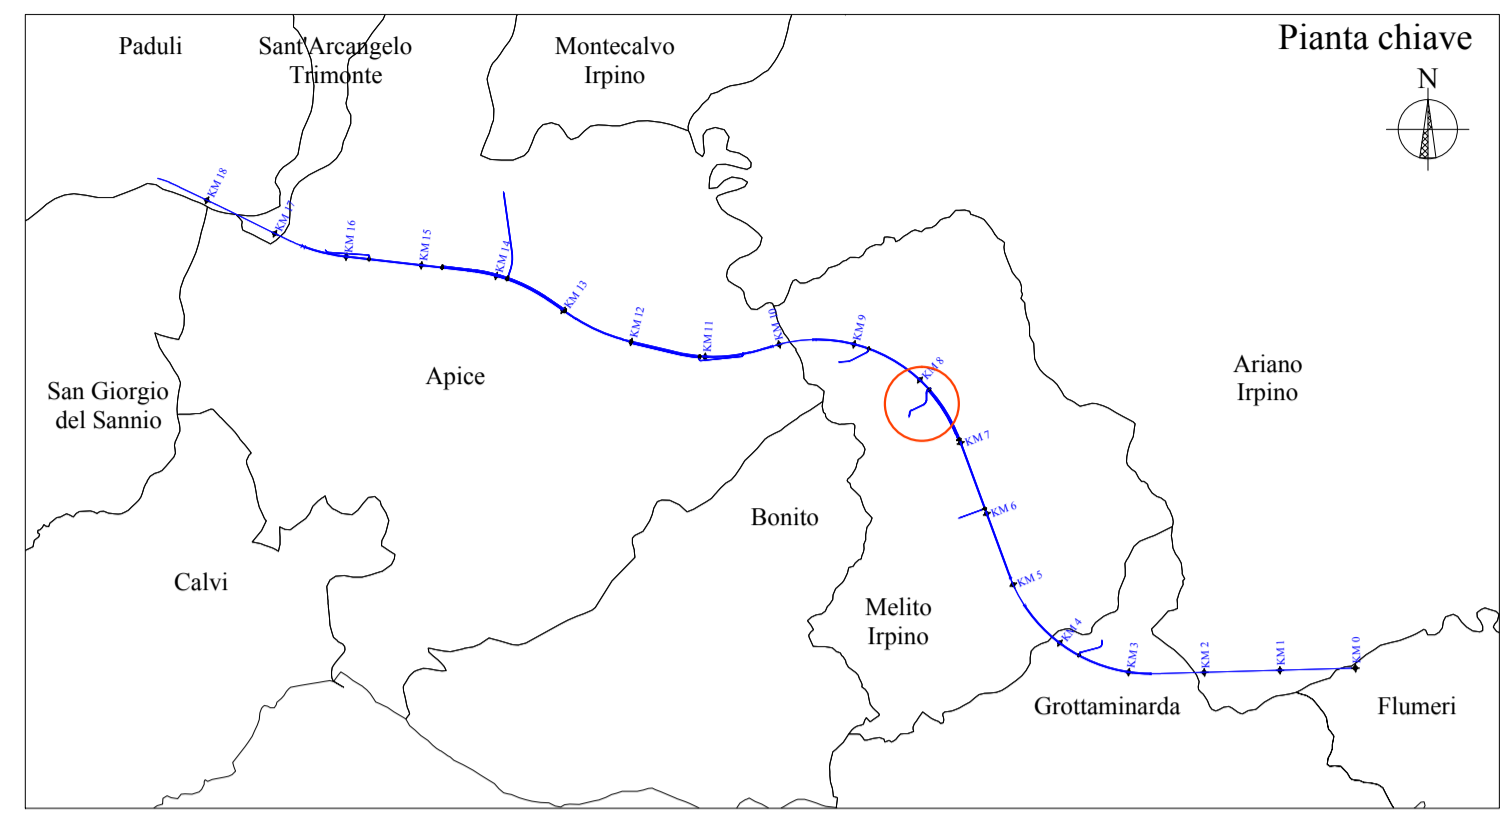 Paduli
Sant'Arcangelo
Trimonte
Montecalvo
Irpino
Pianta chiave
N
KM 18
KM 17
KM 16
KM 15
KM 14
KM 13
KM 12
KM 11
KM 10
KM 9
KM 8
KM 7
KM 6
KM 5
KM 4
KM 3
KM 2
KM 1
KM 0
San Giorgio
del Sannio
Apice
Ariano
Irpino
Bonito
Calvi
Melito
Irpino
Grottaminarda
Flumeri